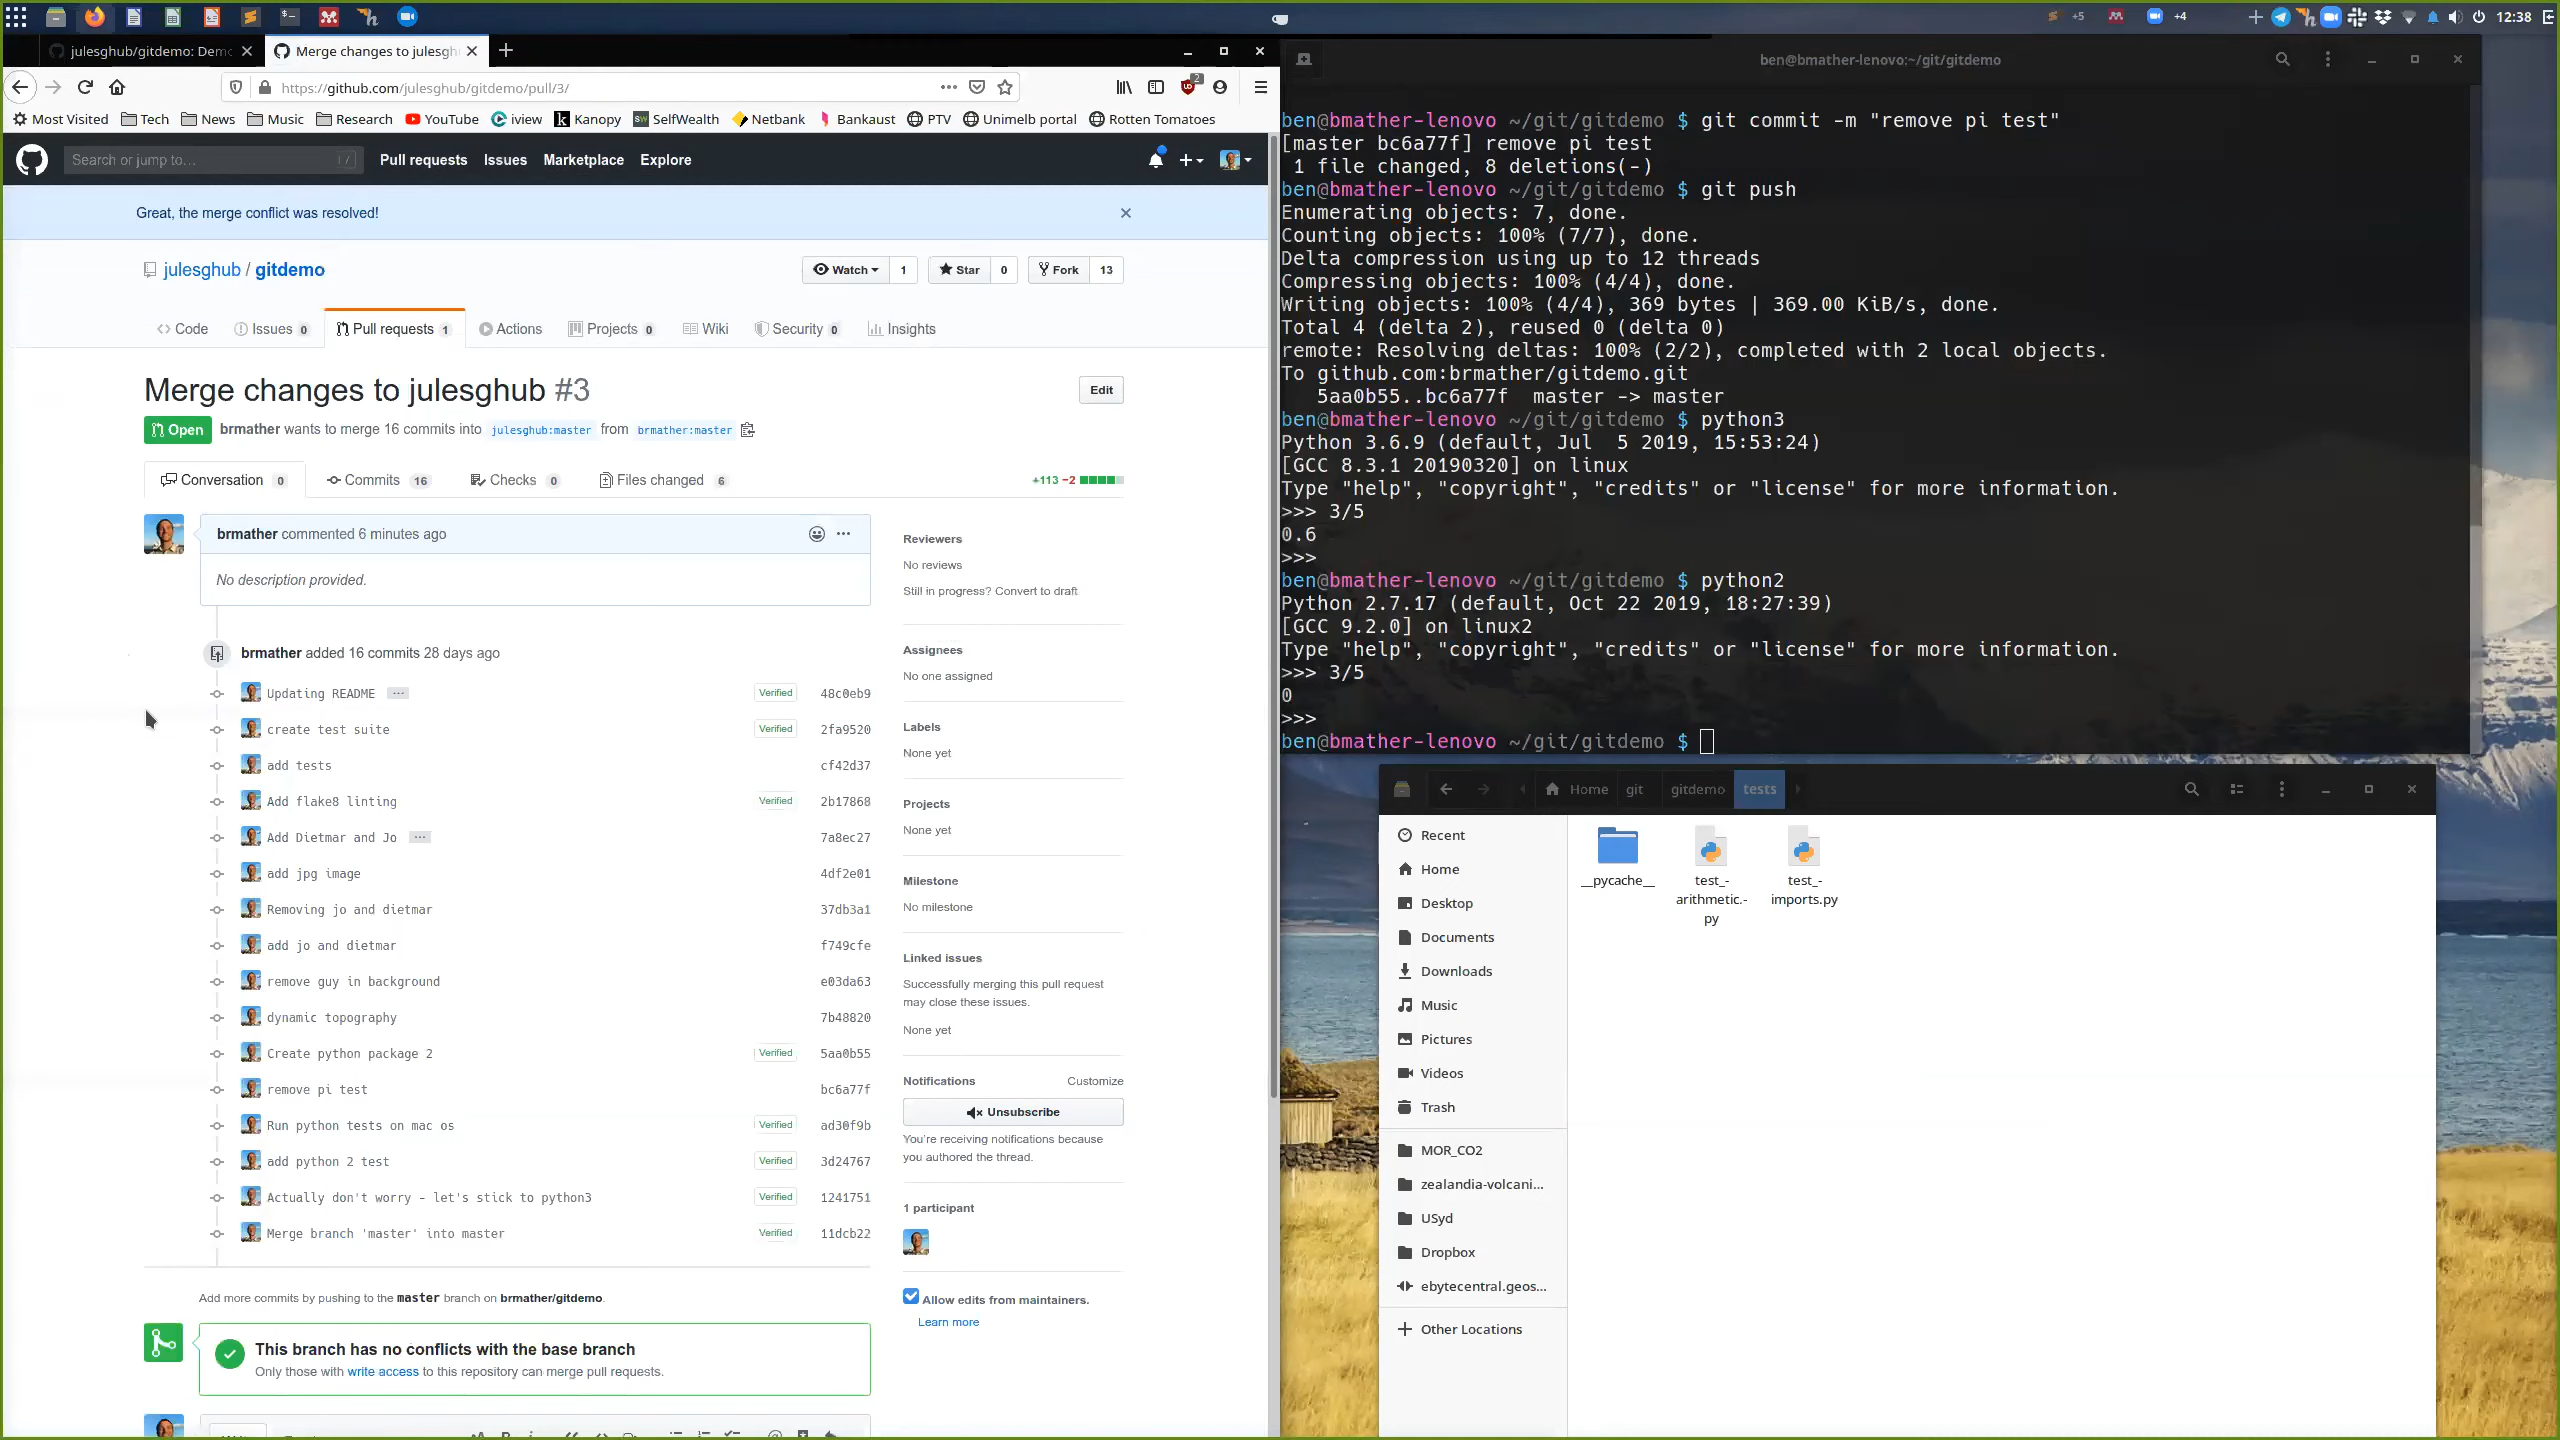 +5
+4
12:38
julesghub/gitdemo: Demo
Merge changes to julesgh
https://github.com/julesghub/gitdemo/pull/3/
2
Most Visited
Tech
News
Music
Research
YouTube
iview
Kanopy
SelfWealth
Netbank
Bankaust
PTV
Unimelb portal
Rotten Tomatoes
Search or jump to…
/
Pull requests
Issues
Marketplace
Explore
Great, the merge conflict was resolved!
julesghub / gitdemo
Watch 1
Star 0
Fork 13
Code
Issues 0
Pull requests 1
Actions
Projects 0
Wiki
Security 0
Insights
Merge changes to julesghub #3
Edit
Open
brmather wants to merge 16 commits into julesghub:master from brmather:master
Conversation 0
Commits 16
Checks 0
Files changed 6
+113 −2
brmather commented 6 minutes ago
No description provided.
brmather added 16 commits 28 days ago
Updating README … Verified 48c0eb9
create test suite Verified 2fa9520
add tests cf42d37
Add flake8 linting Verified 2b17868
Add Dietmar and Jo … 7a8ec27
add jpg image 4df2e01
Removing jo and dietmar 37db3a1
add jo and dietmar f749cfe
remove guy in background e03da63
dynamic topography 7b48820
Create python package 2 Verified 5aa0b55
remove pi test bc6a77f
Run python tests on mac os Verified ad30f9b
add python 2 test Verified 3d24767
Actually don't worry - let's stick to python3 Verified 1241751
Merge branch 'master' into master Verified 11dcb22
Add more commits by pushing to the master branch on brmather/gitdemo.
This branch has no conflicts with the base branch
Only those with write access to this repository can merge pull requests.
Reviewers
No reviews
Still in progress? Convert to draft
Assignees
No one assigned
Labels
None yet
Projects
None yet
Milestone
No milestone
Linked issues
Successfully merging this pull request
may close these issues.
None yet
Notifications
Customize
Unsubscribe
You're receiving notifications because
you authored the thread.
1 participant
Allow edits from maintainers.
Learn more
ben@bmather-lenovo:~/git/gitdemo
ben@bmather-lenovo ~/git/gitdemo $ git commit -m "remove pi test"
[master bc6a77f] remove pi test
1 file changed, 8 deletions(-)
ben@bmather-lenovo ~/git/gitdemo $ git push
Enumerating objects: 7, done.
Counting objects: 100% (7/7), done.
Delta compression using up to 12 threads
Compressing objects: 100% (4/4), done.
Writing objects: 100% (4/4), 369 bytes | 369.00 KiB/s, done.
Total 4 (delta 2), reused 0 (delta 0)
remote: Resolving deltas: 100% (2/2), completed with 2 local objects.
To github.com:brmather/gitdemo.git
5aa0b55..bc6a77f master -> master
ben@bmather-lenovo ~/git/gitdemo $ python3
Python 3.6.9 (default, Jul 5 2019, 15:53:24)
[GCC 8.3.1 20190320] on linux
Type "help", "copyright", "credits" or "license" for more information.
>>> 3/5
0.6
>>>
ben@bmather-lenovo ~/git/gitdemo $ python2
Python 2.7.17 (default, Oct 22 2019, 18:27:39)
[GCC 9.2.0] on linux2
Type "help", "copyright", "credits" or "license" for more information.
>>> 3/5
0
>>>
ben@bmather-lenovo ~/git/gitdemo $
Home
git
gitdemo
tests
Recent
Home
Desktop
Documents
Downloads
Music
Pictures
Videos
Trash
MOR_CO2
zealandia-volcani…
USyd
Dropbox
ebytecentral.geos…
Other Locations
__pycache__
test_-
arithmetic.-
py
test_-
imports.py